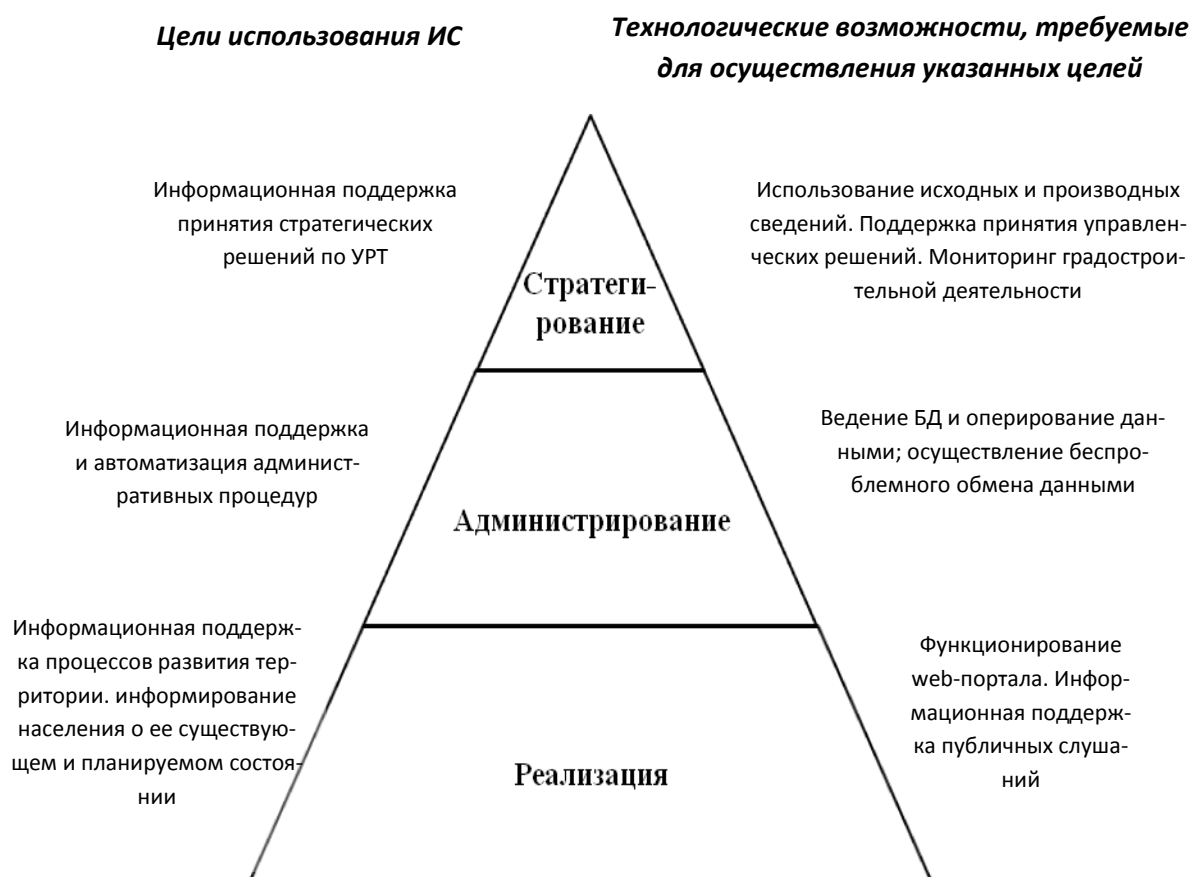 Цели использования ИС
Технологические возможности, требуемые
для осуществления указанных целей
Информационная поддержка
принятия стратегических
решений по УРТ
Стратеги-
рование
Использование исходных и производных
сведений. Поддержка принятия управлен-
ческих решений. Мониторинг градострои-
тельной деятельности
Информационная поддержка
и автоматизация админист-
ративных процедур
Администрирование
Ведение БД и оперирование дан-
ными; осуществление беспро-
блемного обмена данными
Информационная поддерж-
ка процессов развития тер-
ритории. информирование
населения о ее существую-
щем и планируемом состоя-
нии
Реализация
Функционирование
web-портала. Инфор-
мационная поддерж-
ка публичных слуша-
ний